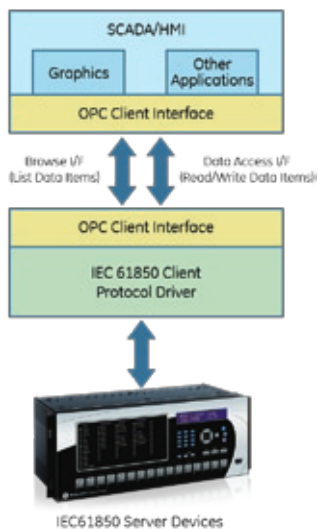 SCADA/HMI
Graphics
Other
Applications
OPC Client Interface
Browse I/F
(List Data Items)
Data Access I/F
(Read/Write Data Items)
OPC Client Interface
IEC 61850 Client
Protocol Driver
IEC61850 Server Devices